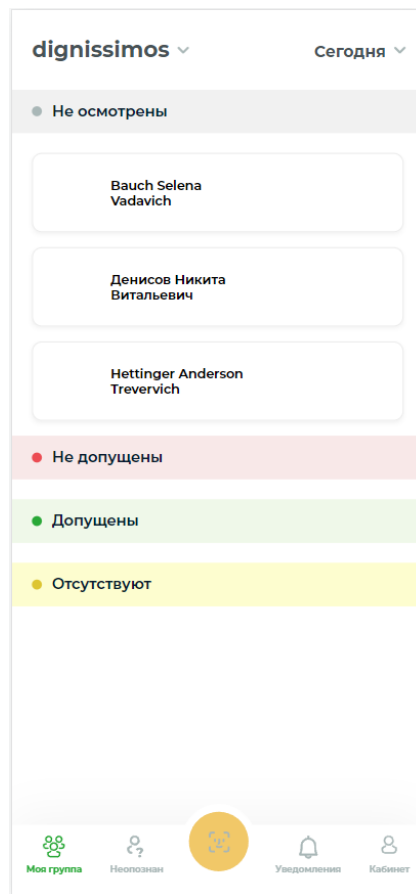 dignissimos
Сегодня
Не осмотрены
Bauch Selena
Vadavich
Денисов Никита
Витальевич
Hettinger Anderson
Trevervich
Не допущены
Допущены
Отсутствуют
Моя группа
Неопознан
Уведомления
Кабинет